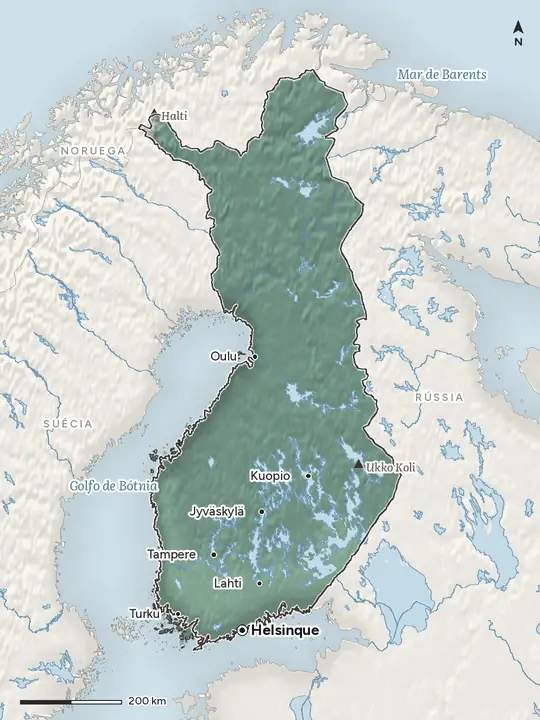 N
Mar de Barents
Halti
NORUEGA
Oulu
RÚSSIA
SUÉCIA
Ukko Koli
Kuopio
Golfo de Bótnia
Jyväskylä
Tampere
Lahti
Turku
Helsinque
200 km